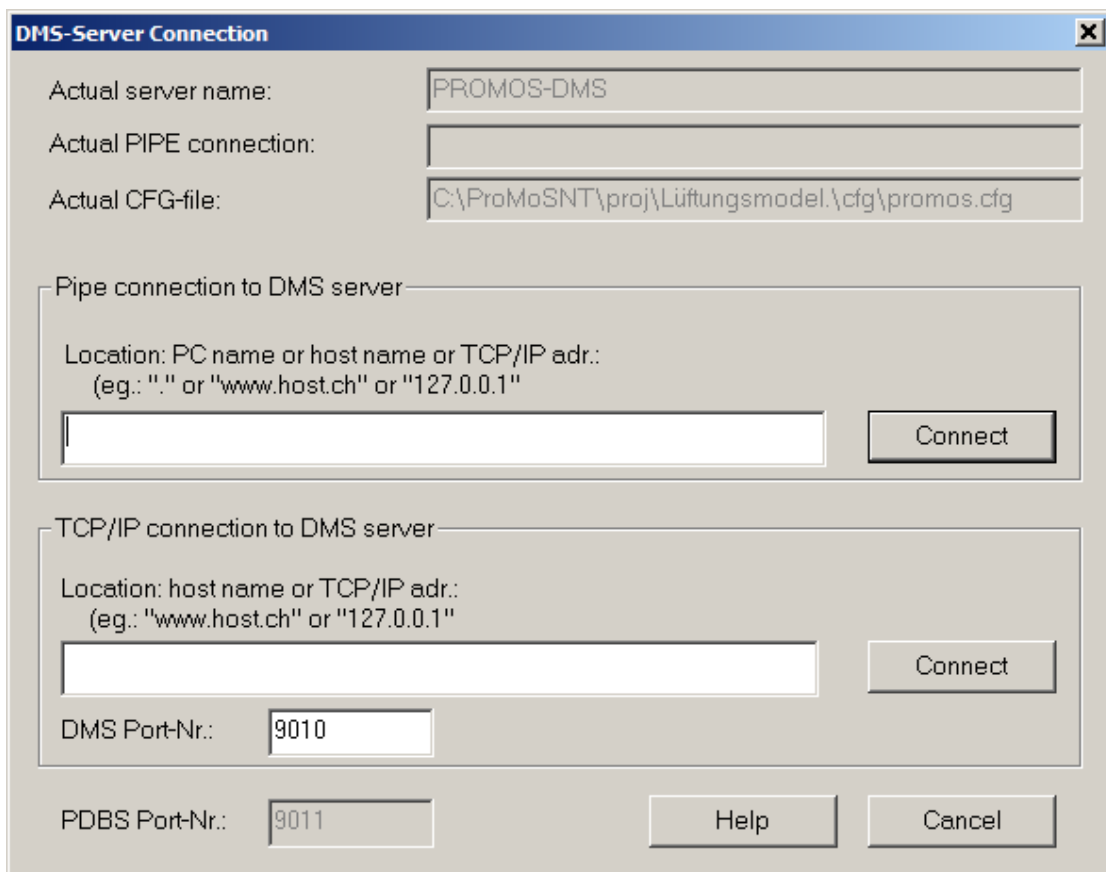 DMS-Server Connection
Actual server name: PROMOS-DMS
Actual PIPE connection:
Actual CFG-file: C:\ProMoSNT\proj\Lüftungsmodel.\cfg\promos.cfg
Pipe connection to DMS server
Location: PC name or host name or TCP/IP adr.:
(eg.: "." or "www.host.ch" or "127.0.0.1"
Connect
TCP/IP connection to DMS server
Location: host name or TCP/IP adr.:
(eg.: "www.host.ch" or "127.0.0.1"
Connect
DMS Port-Nr.: 9010
PDBS Port-Nr.: 9011 Help Cancel